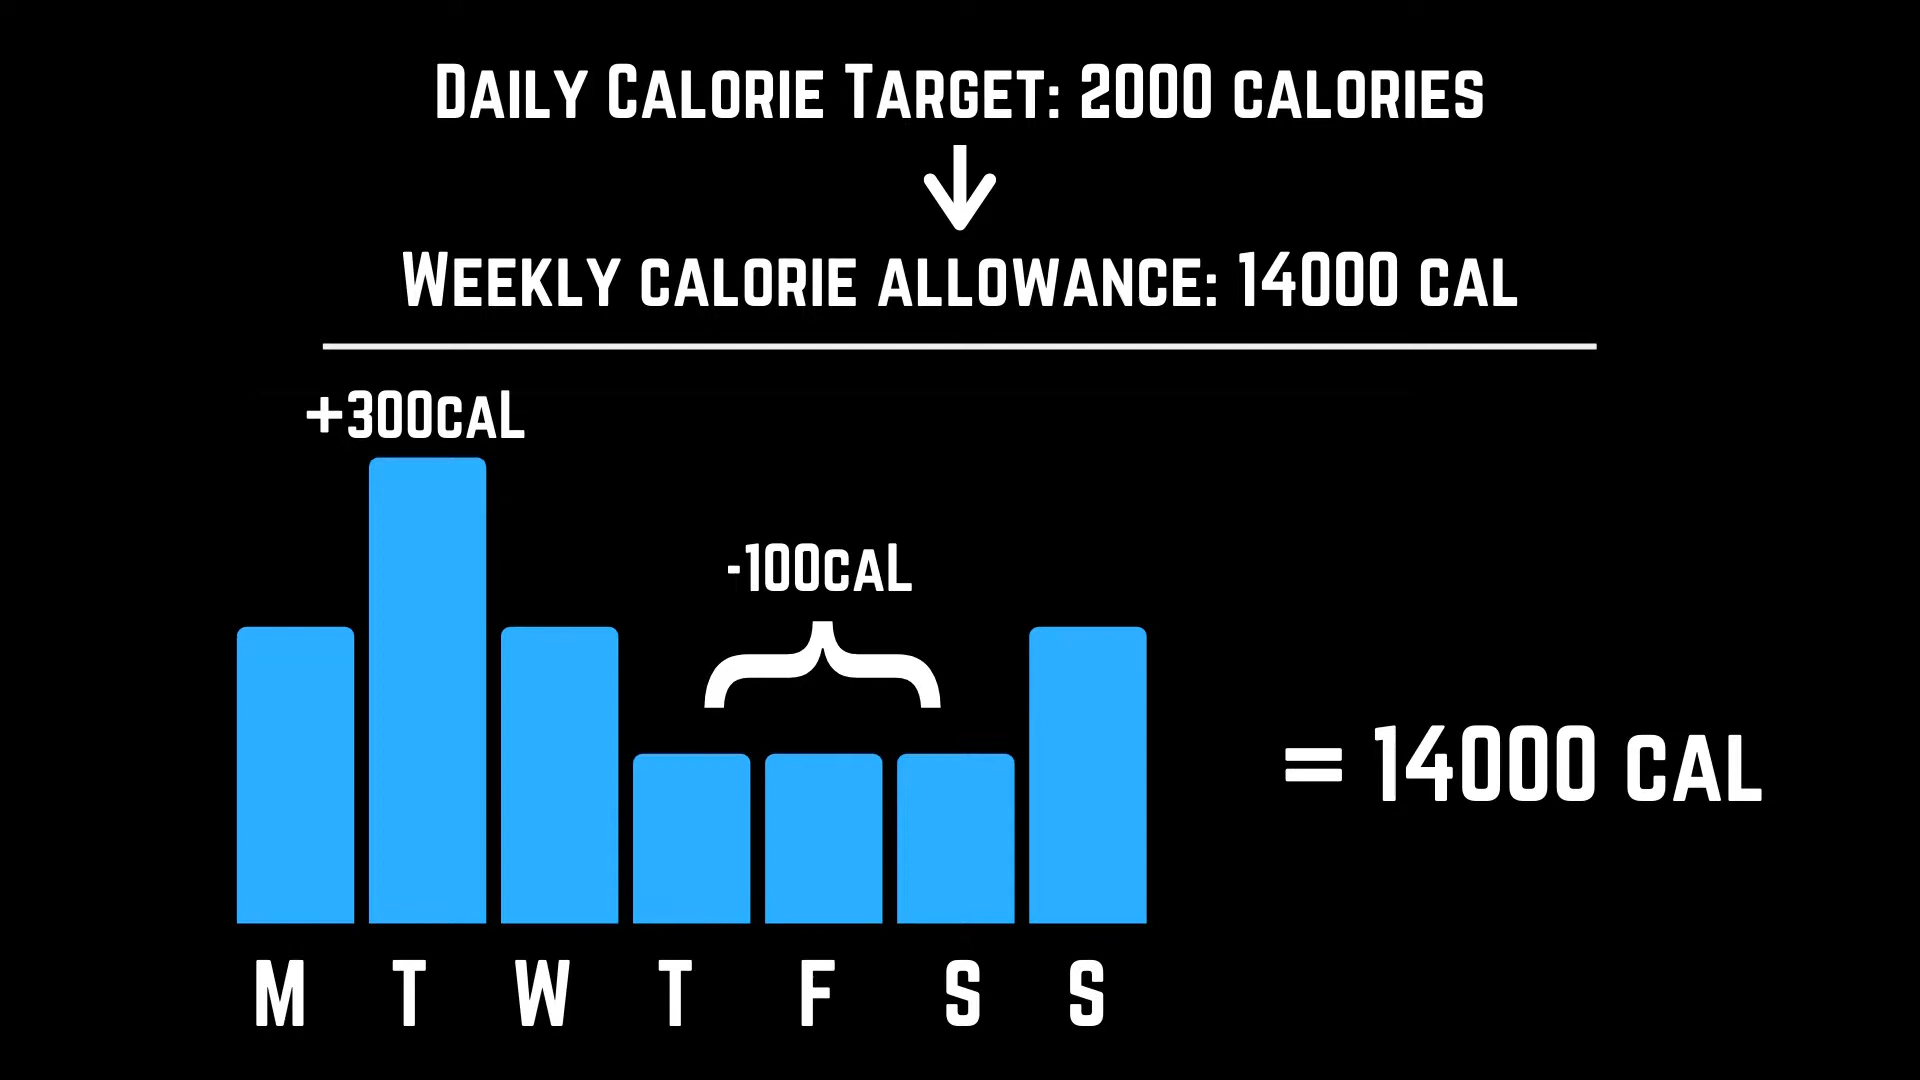 Daily Calorie Target: 2000 calories
Weekly calorie allowance: 14000 cal
+300cal
-100cal
= 14000 cal
M T W T F S S